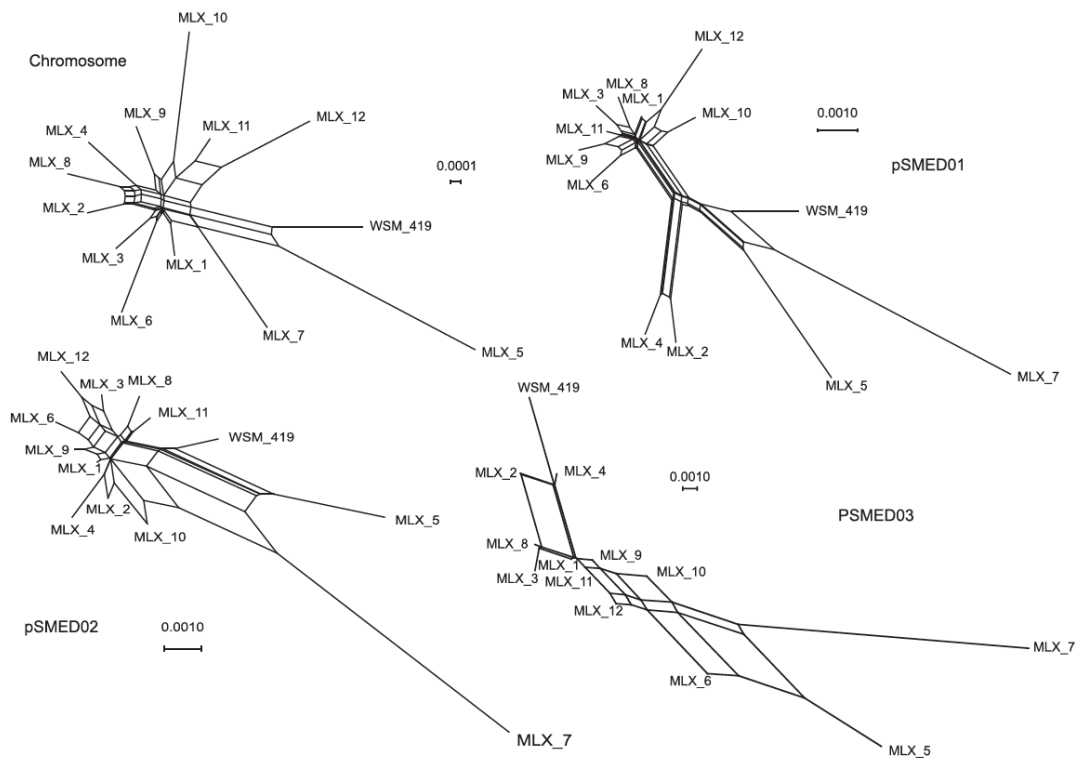 MLX_10
Chromosome
MLX_9
MLX_11
MLX_12
MLX_4
MLX_8
0.0001
MLX_2
WSM_419
MLX_3
MLX_1
MLX_6
MLX_7
MLX_5
MLX_12
MLX_8
MLX_3
MLX_1
MLX_10
0.0010
MLX_11
MLX_9
pSMED01
MLX_6
WSM_419
MLX_4
MLX_2
MLX_5
MLX_7
MLX_12
MLX_3
MLX_8
MLX_6
MLX_11
WSM_419
MLX_9
MLX_1
MLX_2
MLX_5
MLX_4
MLX_10
pSMED02
0.0010
MLX_7
WSM_419
MLX_2
MLX_4
0.0010
PSMED03
MLX_8
MLX_9
MLX_1
MLX_3
MLX_11
MLX_10
MLX_12
MLX_7
MLX_6
MLX_5